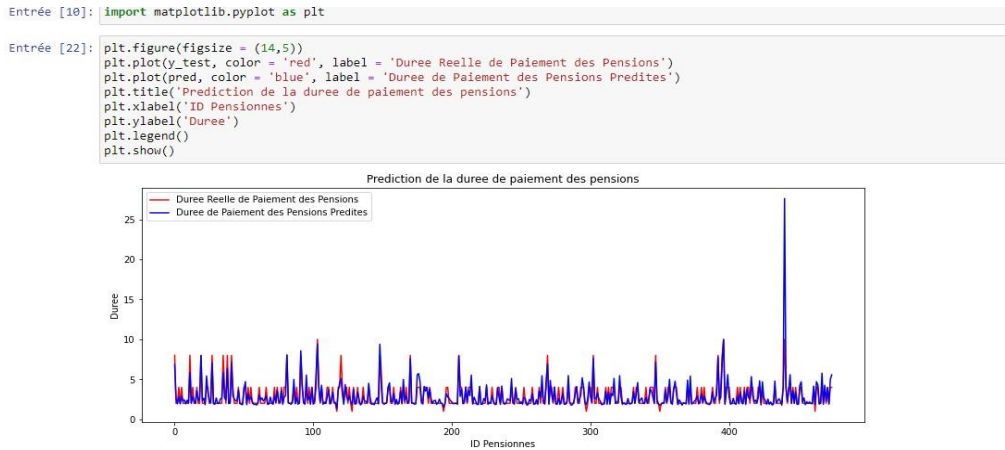 Entrée [10]: import matplotlib.pyplot as plt
Entrée [22]: plt.figure(figsize = (14,5))
plt.plot(y_test, color = 'red', label = 'Duree Reelle de Paiement des Pensions')
plt.plot(pred, color = 'blue', label = 'Duree de Paiement des Pensions Predites')
plt.title('Prediction de la duree de paiement des pensions')
plt.xlabel('ID Pensionnes')
plt.ylabel('Duree')
plt.legend()
plt.show()
Prediction de la duree de paiement des pensions
Duree Reelle de Paiement des Pensions
Duree de Paiement des Pensions Predites
25
20
15
10
5
0
Duree
0 100 200 300 400
ID Pensionnes